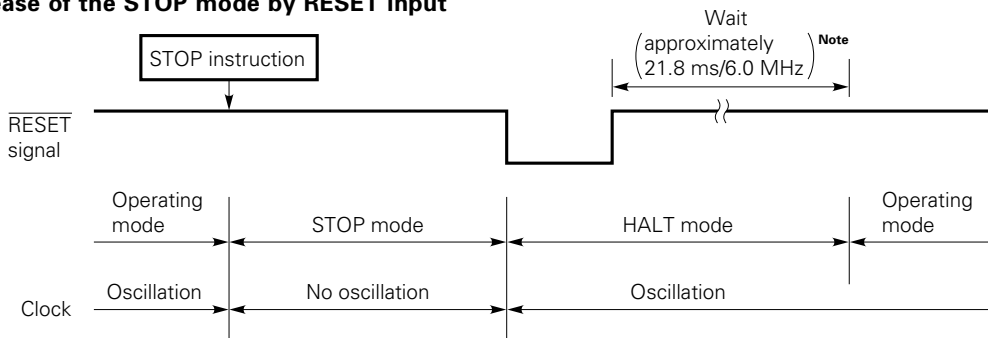 of the STOP mode by RESET input
Wait
(approximately
21.8 ms/6.0 MHz) Note
STOP instruction
RESET
signal
Operating
mode
STOP mode
HALT mode
Operating
mode
Clock
Oscillation
No oscillation
Oscillation